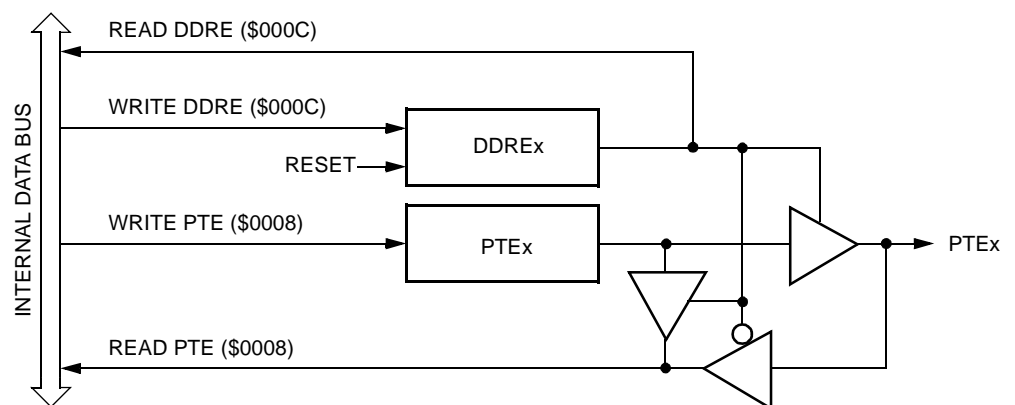 READ DDRE ($000C)
WRITE DDRE ($000C)
DDREx
RESET
WRITE PTE ($0008)
PTEx
PTEx
READ PTE ($0008)
INTERNAL DATA BUS